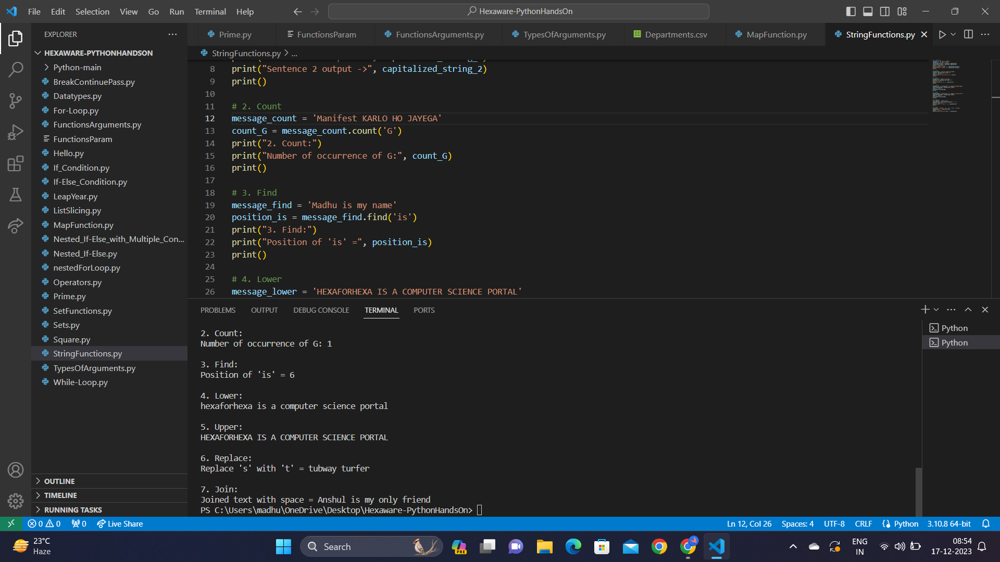 File Edit Selection View Go Run Terminal Help
Hexaware-PythonHandsOn
EXPLORER
Prime.py
FunctionsParam
FunctionsArguments.py
TypesOfArguments.py
Departments.csv
MapFunction.py
StringFunctions.py
StringFunctions.py > ...
HEXAWARE-PYTHONHANDSON
Python-main
BreakContinuePass.py
Datatypes.py
For-Loop.py
FunctionsArguments.py
FunctionsParam
Hello.py
If_Condition.py
If-Else_Condition.py
LeapYear.py
ListSlicing.py
MapFunction.py
Nested_If-Else_with_Multiple_Con...
Nested_If-Else.py
nestedForLoop.py
Operators.py
Prime.py
SetFunctions.py
Sets.py
Square.py
StringFunctions.py
TypesOfArguments.py
While-Loop.py
OUTLINE
TIMELINE
RUNNING TASKS
8 print("Sentence 2 output ->", capitalized_string_2)
9 print()
10
11 # 2. Count
12 message_count = 'Manifest KARLO HO JAYEGA'
13 count_G = message_count.count('G')
14 print("2. Count:")
15 print("Number of occurrence of G:", count_G)
16 print()
17
18 # 3. Find
19 message_find = 'Madhu is my name'
20 position_is = message_find.find('is')
21 print("3. Find:")
22 print("Position of 'is' =", position_is)
23 print()
24
25 # 4. Lower
26 message_lower = 'HEXAFORHEXA IS A COMPUTER SCIENCE PORTAL'
PROBLEMS OUTPUT DEBUG CONSOLE TERMINAL PORTS
2. Count:
Number of occurrence of G: 1
3. Find:
Position of 'is' = 6
4. Lower:
hexaforhexa is a computer science portal
5. Upper:
HEXAFORHEXA IS A COMPUTER SCIENCE PORTAL
6. Replace:
Replace 's' with 't' = tubway turfer
7. Join:
Joined text with space = Anshul is my only friend
PS C:\Users\madhu\OneDrive\Desktop\Hexaware-PythonHandsOn>
Python
Python
0 0 0 Live Share
Ln 12, Col 26 Spaces: 4 UTF-8 CRLF Python 3.10.8 64-bit
23°C
Haze
Search
PRE
ENG
IN
08:54
17-12-2023